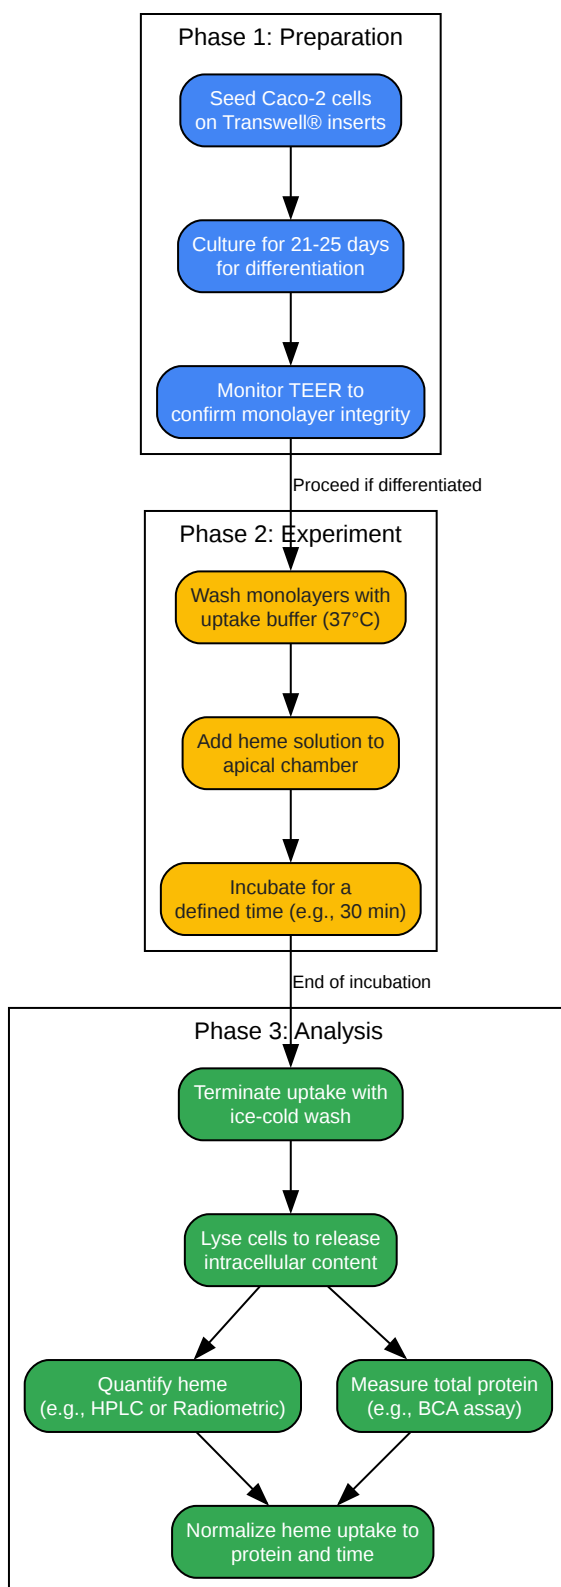 Phase 1: Preparation
Seed Caco-2 cells
on Transwell® inserts
Culture for 21-25 days
for differentiation
Monitor TEER to
confirm monolayer integrity
Proceed if differentiated
Phase 2: Experiment
Wash monolayers with
uptake buffer (37°C)
Add heme solution to
apical chamber
Incubate for a
defined time (e.g., 30 min)
End of incubation
Phase 3: Analysis
Terminate uptake with
ice-cold wash
Lyse cells to release
intracellular content
Quantify heme
(e.g., HPLC or Radiometric)
Measure total protein
(e.g., BCA assay)
Normalize heme uptake to
protein and time